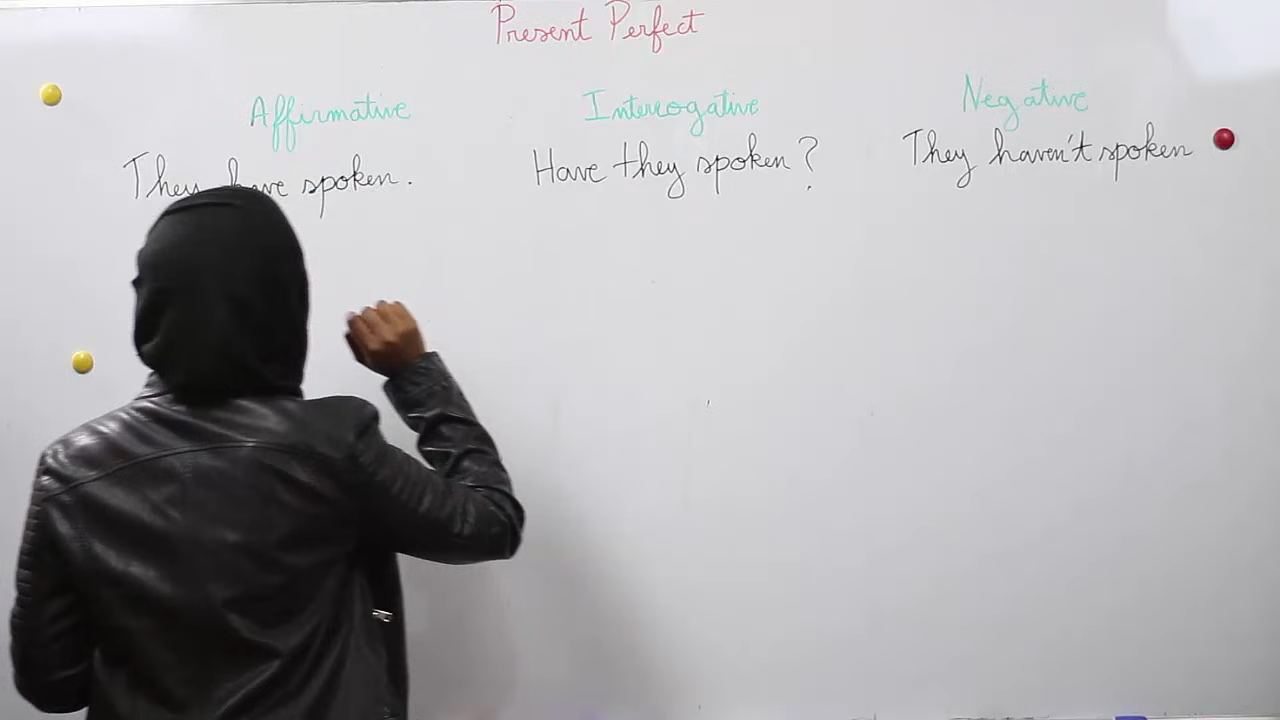 Present Perfect
Affirmative Interrogative Negative
They have spoken. Have they spoken? They haven't spoken